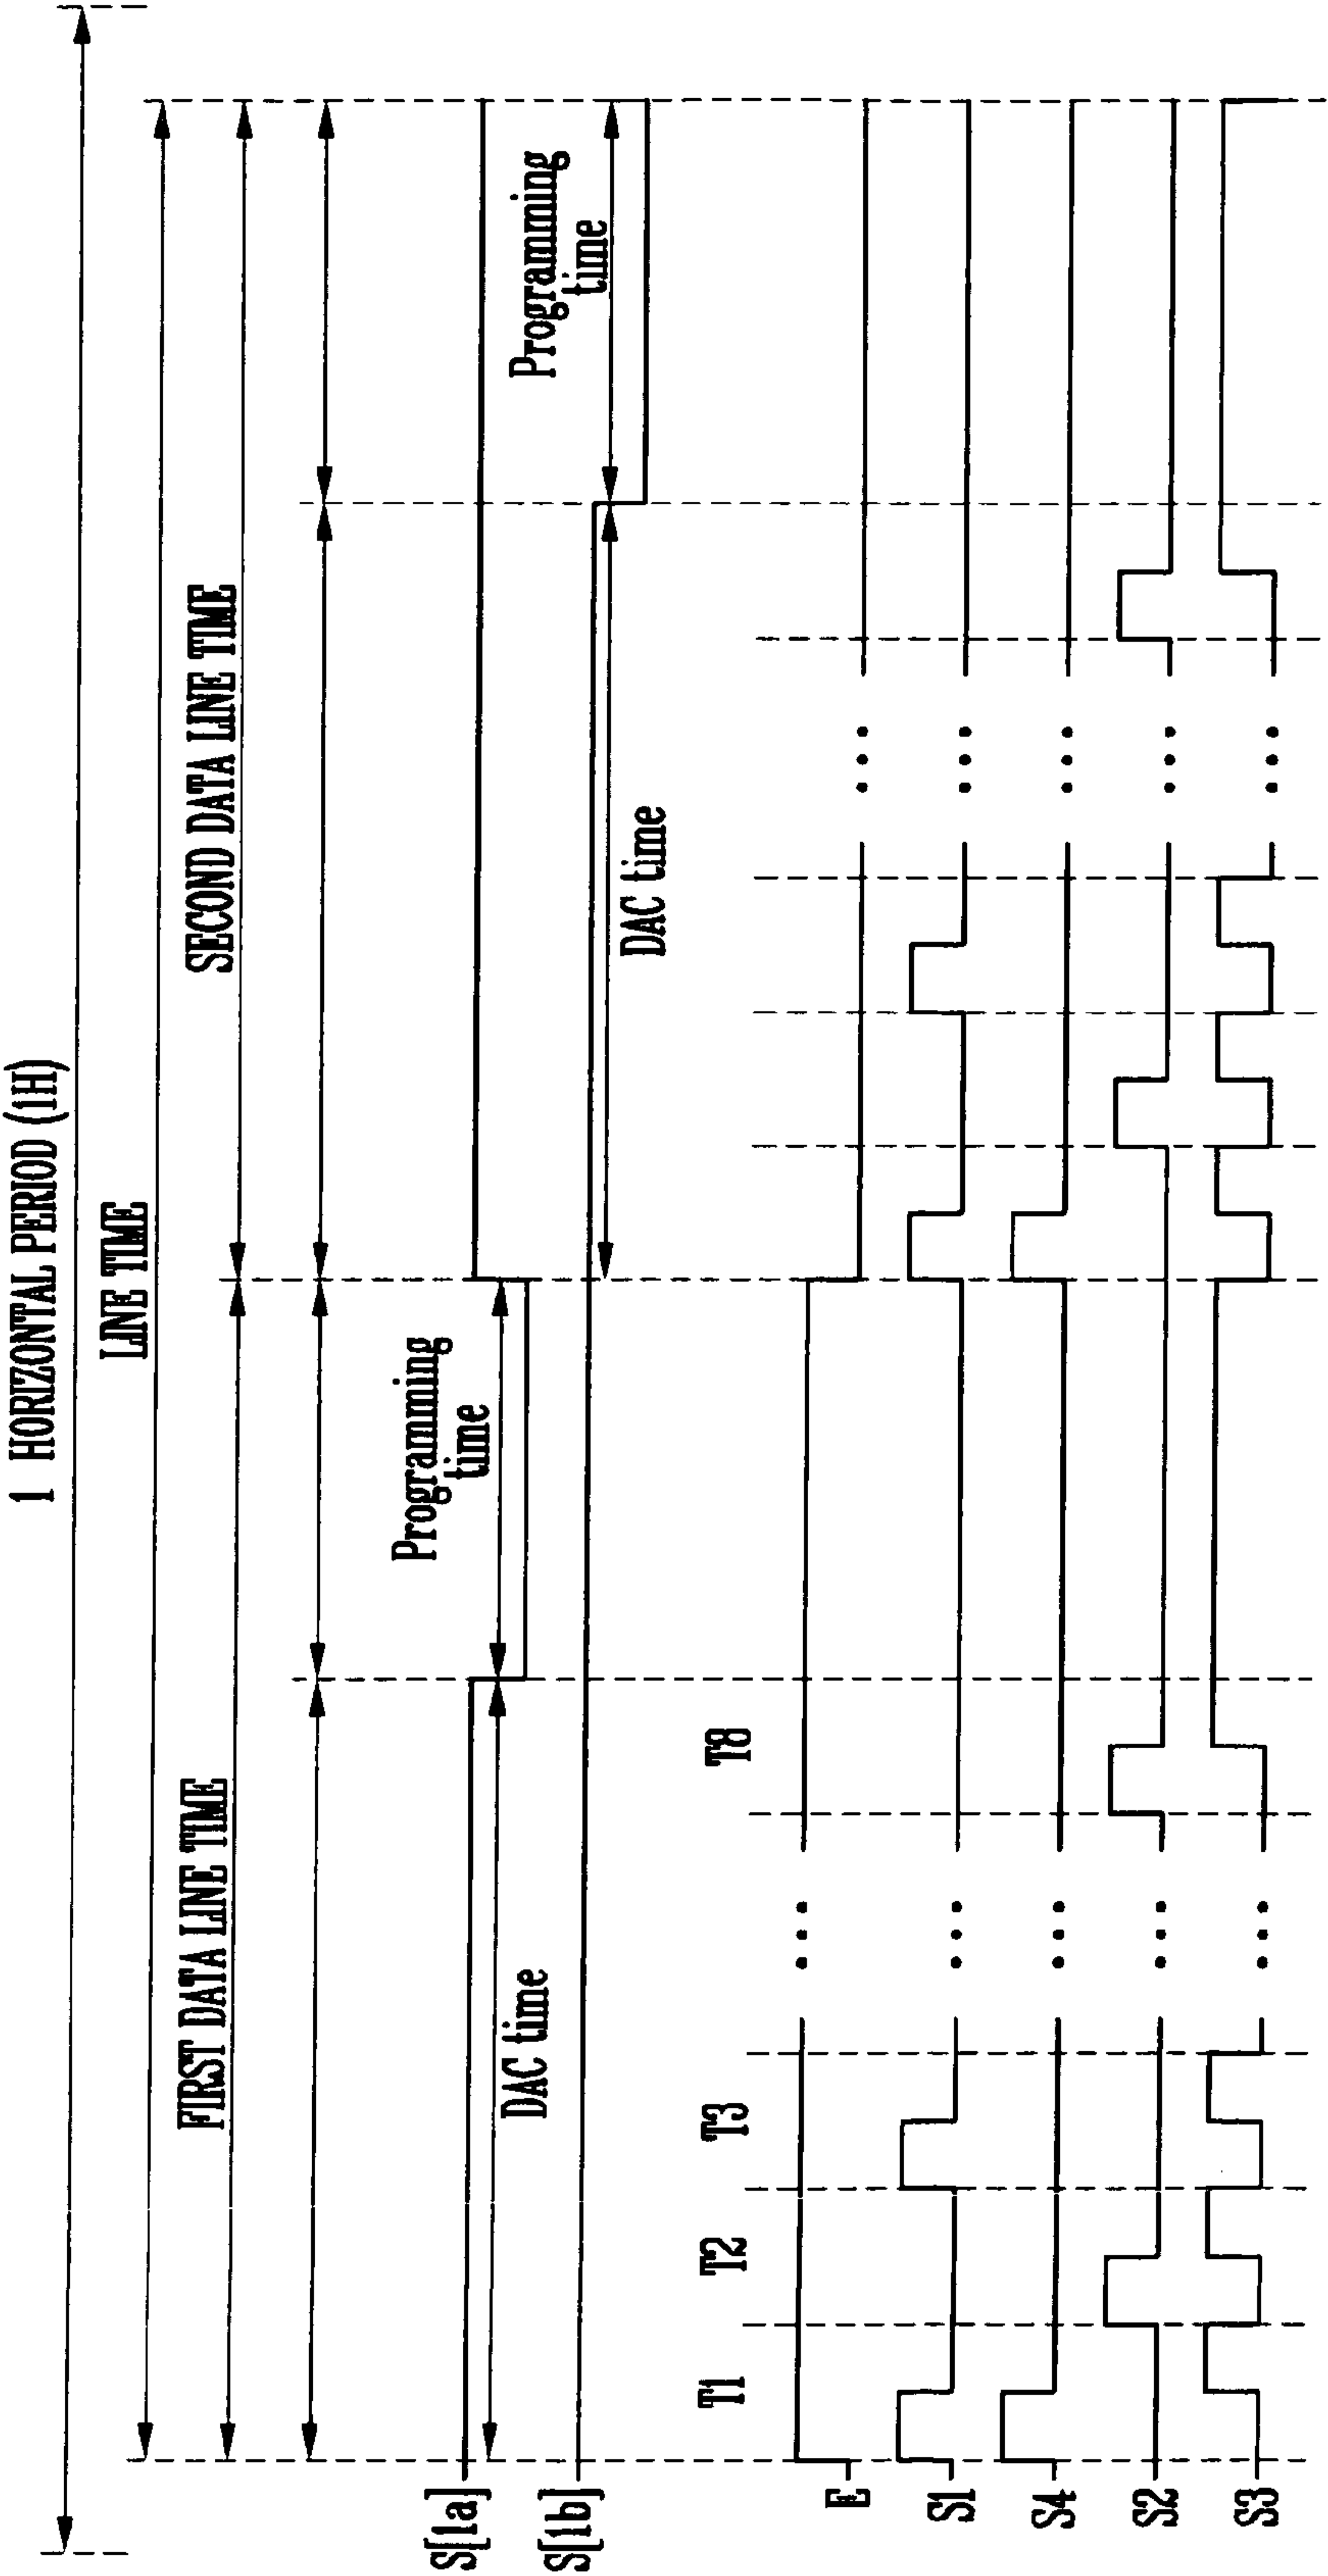 1 HORIZONTAL PERIOD (1H)
LINE TIME
FIRST DATA LINE TIME
SECOND DATA LINE TIME
S[1a]
DAC time
Programming
time
S[1b]
DAC time
Programming
time
T1
T2
T3
T8
E
S1
S4
S2
S3